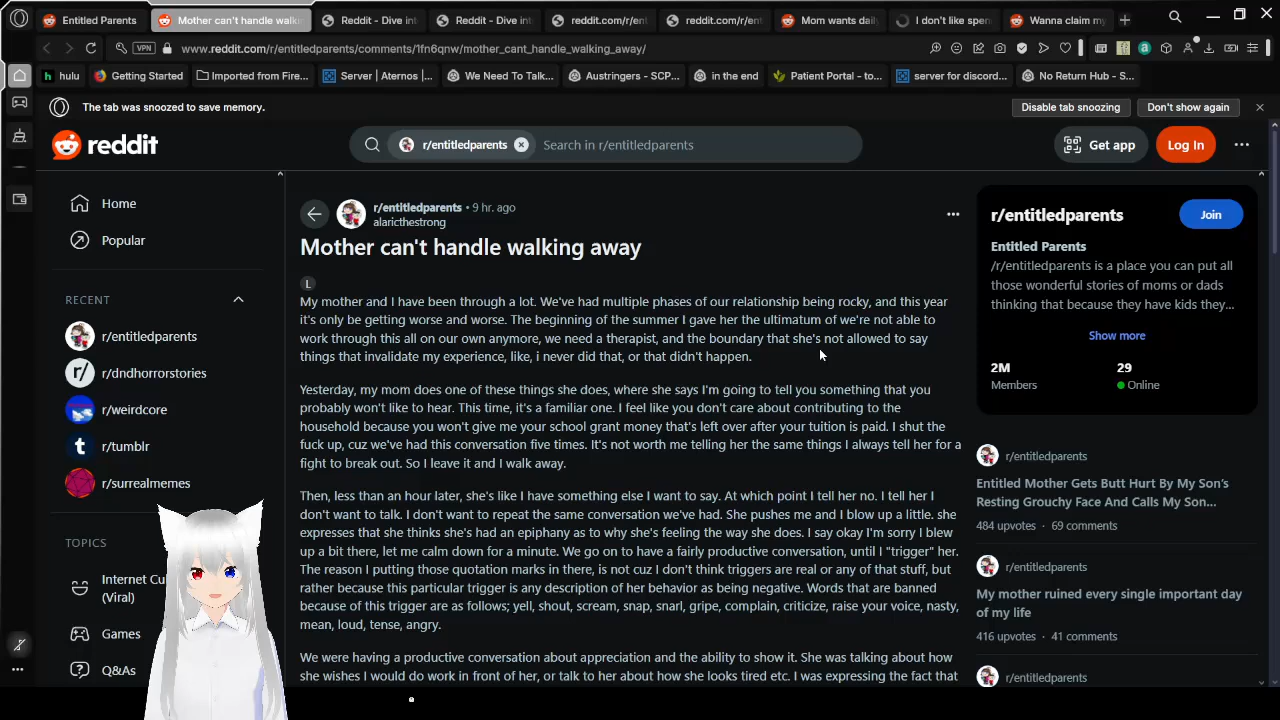 Entitled Parents
Mother can't handle walkin
Reddit - Dive int
Reddit - Dive int
reddit.com/r/ent
reddit.com/r/ent
Mom wants daily
I don't like spen
Wanna claim my
VPN
www.reddit.com/r/entitledparents/comments/1fn6qnw/mother_cant_handle_walking_away/
hulu
Getting Started
Imported from Fire...
Server | Aternos |...
We Need To Talk...
Austringers - SCP...
in the end
Patient Portal - to...
server for discord...
No Return Hub - S...
The tab was snoozed to save memory.
Disable tab snoozing
Don't show again
reddit
r/entitledparents
Search in r/entitledparents
Get app
Log In
Home
Popular
RECENT
r/entitledparents
r/dndhorrorstories
r/weirdcore
r/tumblr
r/surrealmemes
TOPICS
Internet Cu
(Viral)
Games
Q&As
r/entitledparents • 9 hr. ago
alaricthestrong
Mother can't handle walking away
L
My mother and I have been through a lot. We've had multiple phases of our relationship being rocky, and this year
it's only be getting worse and worse. The beginning of the summer I gave her the ultimatum of we're not able to
work through this all on our own anymore, we need a therapist, and the boundary that she's not allowed to say
things that invalidate my experience, like, i never did that, or that didn't happen.
Yesterday, my mom does one of these things she does, where she says I'm going to tell you something that you
probably won't like to hear. This time, it's a familiar one. I feel like you don't care about contributing to the
household because you won't give me your school grant money that's left over after your tuition is paid. I shut the
fuck up, cuz we've had this conversation five times. It's not worth me telling her the same things I always tell her for a
fight to break out. So I leave it and I walk away.
Then, less than an hour later, she's like I have something else I want to say. At which point I tell her no. I tell her I
don't want to talk. I don't want to repeat the same conversation we've had. She pushes me and I blow up a little. she
expresses that she thinks she's had an epiphany as to why she's feeling the way she does. I say okay I'm sorry I blew
up a bit there, let me calm down for a minute. We go on to have a fairly productive conversation, until I "trigger" her.
The reason I putting those quotation marks in there, is not cuz I don't think triggers are real or any of that stuff, but
rather because this particular trigger is any description of her behavior as being negative. Words that are banned
because of this trigger are as follows; yell, shout, scream, snap, snarl, gripe, complain, criticize, raise your voice, nasty,
mean, loud, tense, angry.
We were having a productive conversation about appreciation and the ability to show it. She was talking about how
she wishes I would do work in front of her, or talk to her about how she looks tired etc. I was expressing the fact that
r/entitledparents
Join
Entitled Parents
/r/entitledparents is a place you can put all
those wonderful stories of moms or dads
thinking that because they have kids they...
Show more
2M
29
Members
Online
r/entitledparents
Entitled Mother Gets Butt Hurt By My Son's
Resting Grouchy Face And Calls My Son...
484 upvotes • 69 comments
r/entitledparents
My mother ruined every single important day
of my life
416 upvotes • 41 comments
r/entitledparents